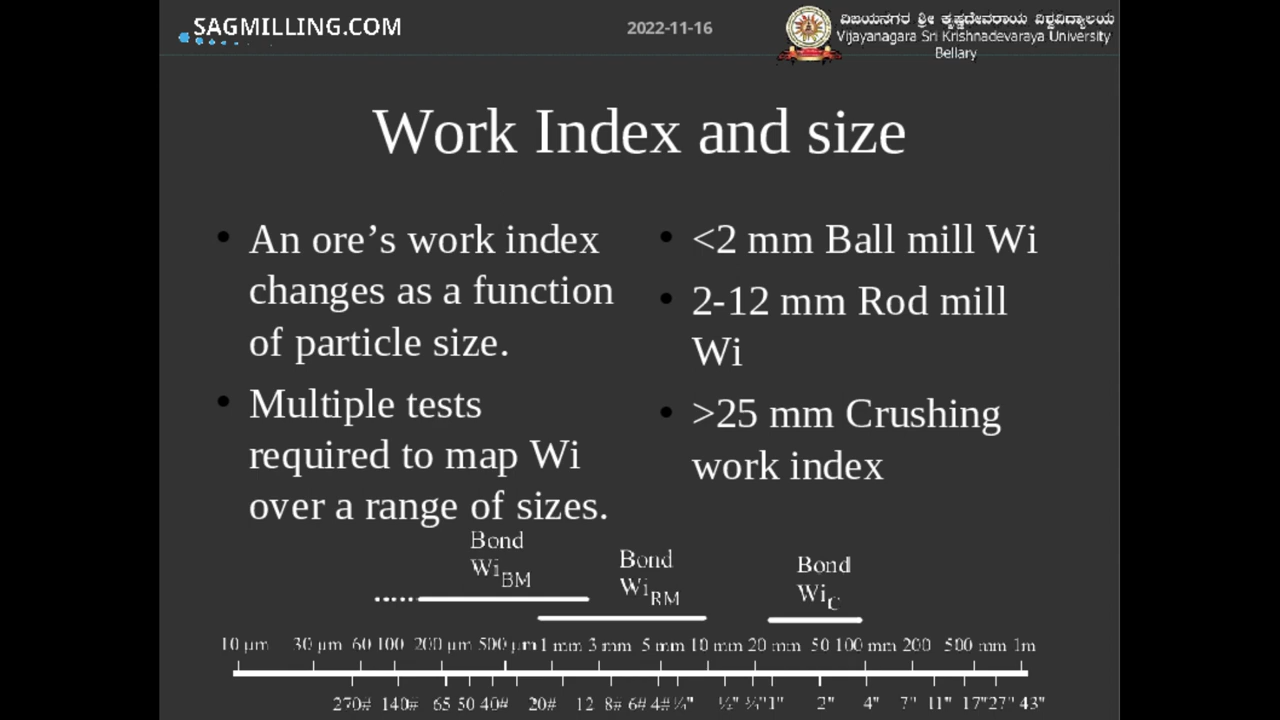 SAGMILLING.COM
2022-11-16
ವಿಜಯನಗರ ಶ್ರೀ ಕೃಷ್ಣದೇವರಾಯ ವಿಶ್ವವಿದ್ಯಾಲಯ
Vijayanagara Sri Krishnadevaraya University
Bellary
Work Index and size
• An ore’s work index
changes as a function
of particle size.
• Multiple tests
required to map Wi
over a range of sizes.
• <2 mm Ball mill Wi
• 2-12 mm Rod mill
Wi
• >25 mm Crushing
work index
Bond
WiBM
Bond
WiRM
Bond
WiC
10 µm 30 µm 60 100 200 µm 500 µm 1 mm 3 mm 5 mm 10 mm 20 mm 50 100 mm 200 500 mm 1m
270# 140# 65 50 40# 20# 12 8# 6# 4# ¼" ½" ¾" 1" 2" 4" 7" 11" 17" 27" 43"